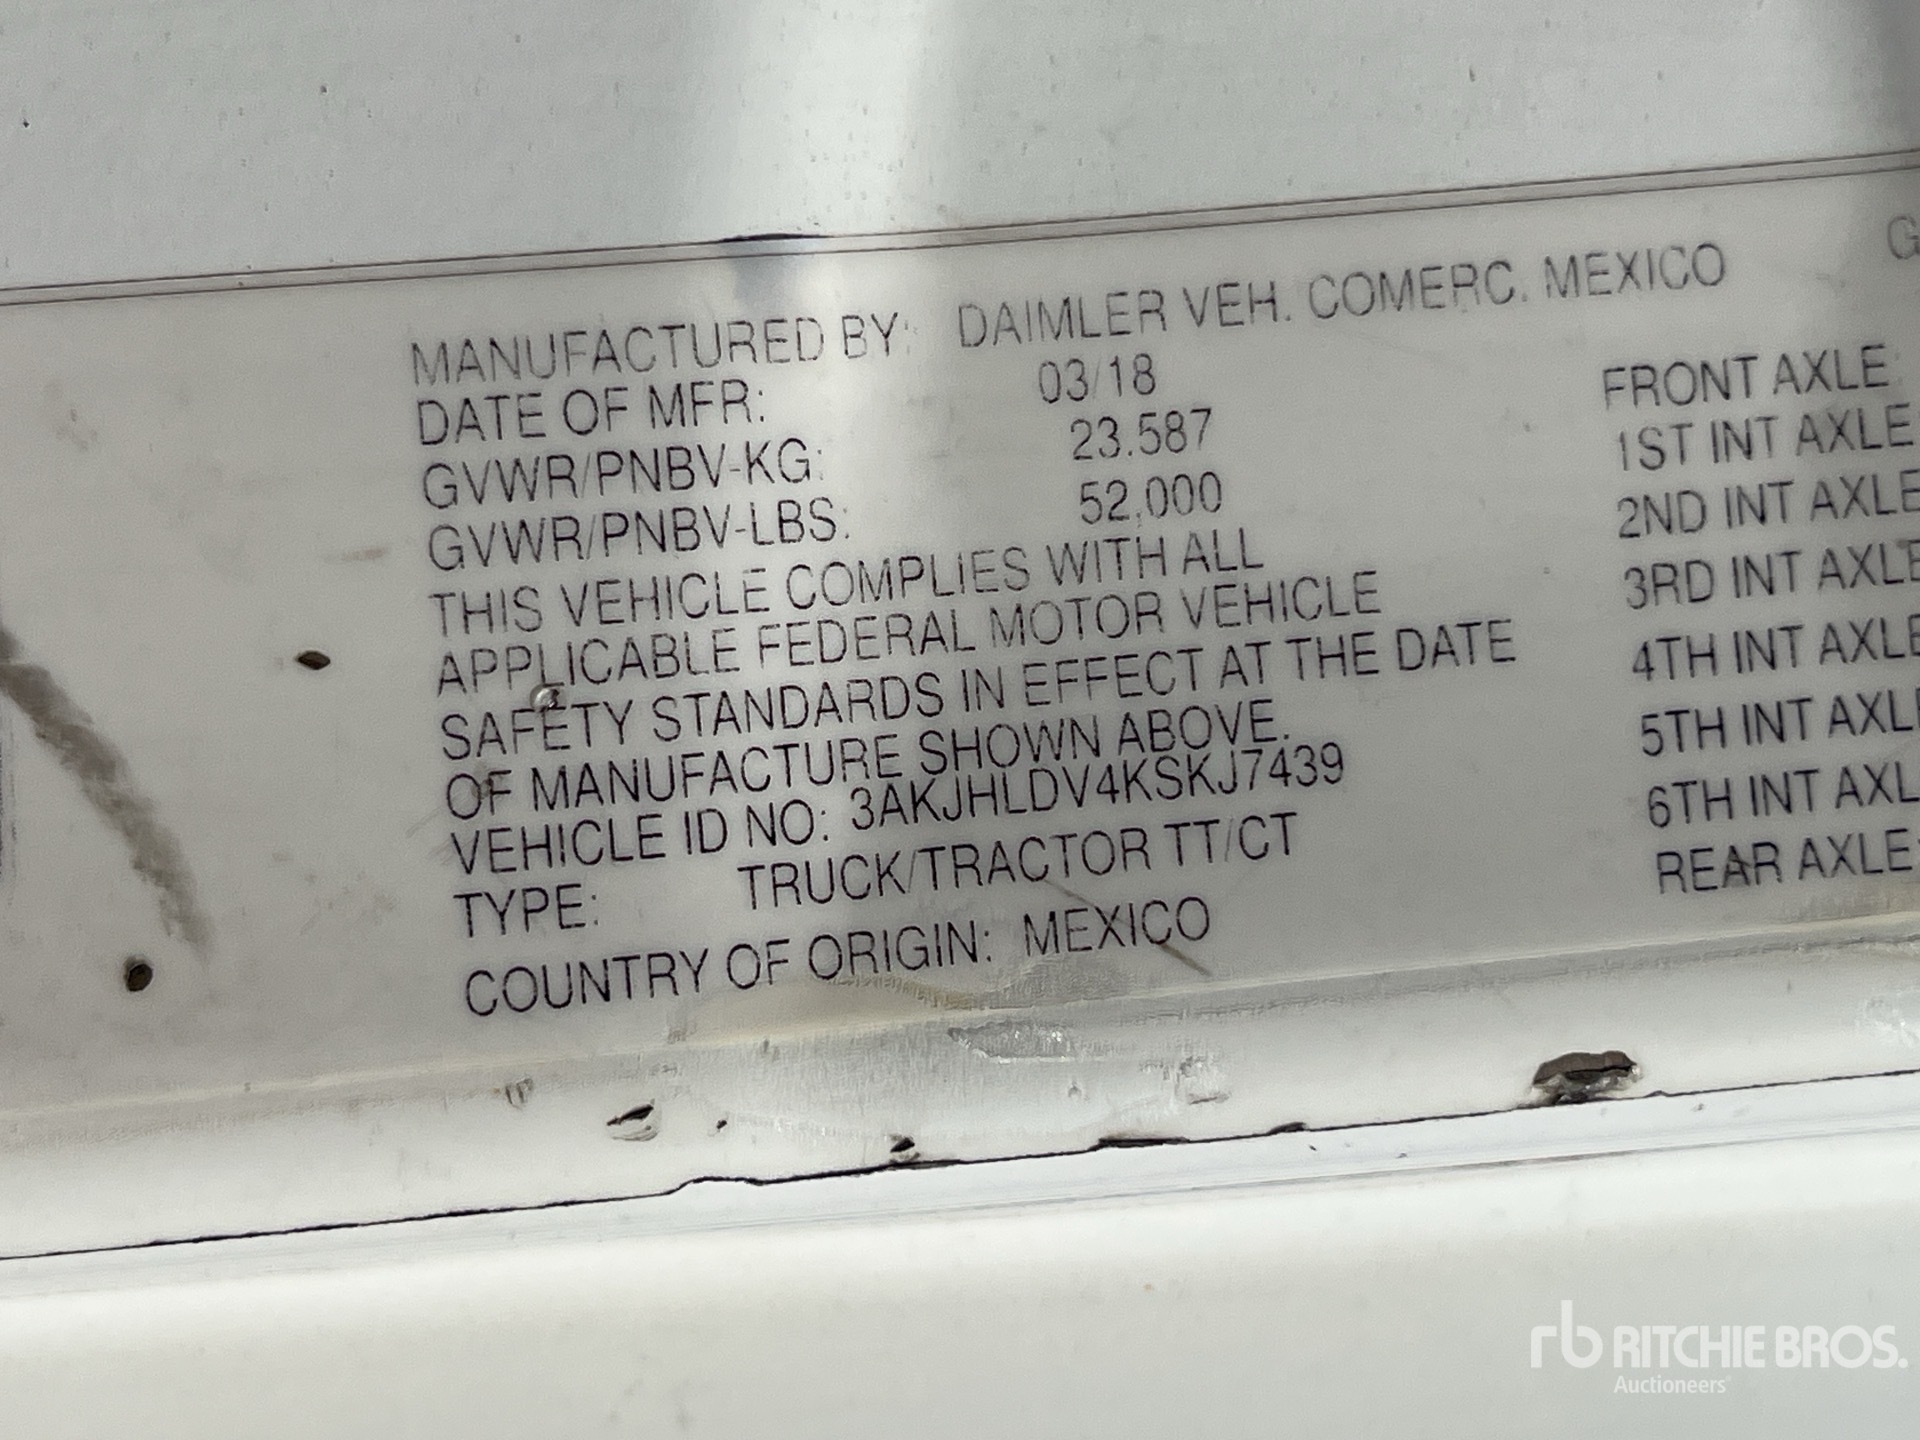 MANUFACTURED BY: DAIMLER VEH. COMERC. MEXICO
DATE OF MFR: 03/18
GVWR/PNBV-KG: 23.587
GVWR/PNBV-LBS: 52,000
THIS VEHICLE COMPLIES WITH ALL
APPLICABLE FEDERAL MOTOR VEHICLE
SAFETY STANDARDS IN EFFECT AT THE DATE
OF MANUFACTURE SHOWN ABOVE.
VEHICLE ID NO: 3AKJHLDV4KSKJ7439
TYPE: TRUCK/TRACTOR TT/CT
COUNTRY OF ORIGIN: MEXICO
G
FRONT AXLE:
1ST INT AXLE
2ND INT AXLE
3RD INT AXLE
4TH INT AXLE
5TH INT AXLE
6TH INT AXL
REAR AXLE:
rb RITCHIE BROS.
Auctioneers